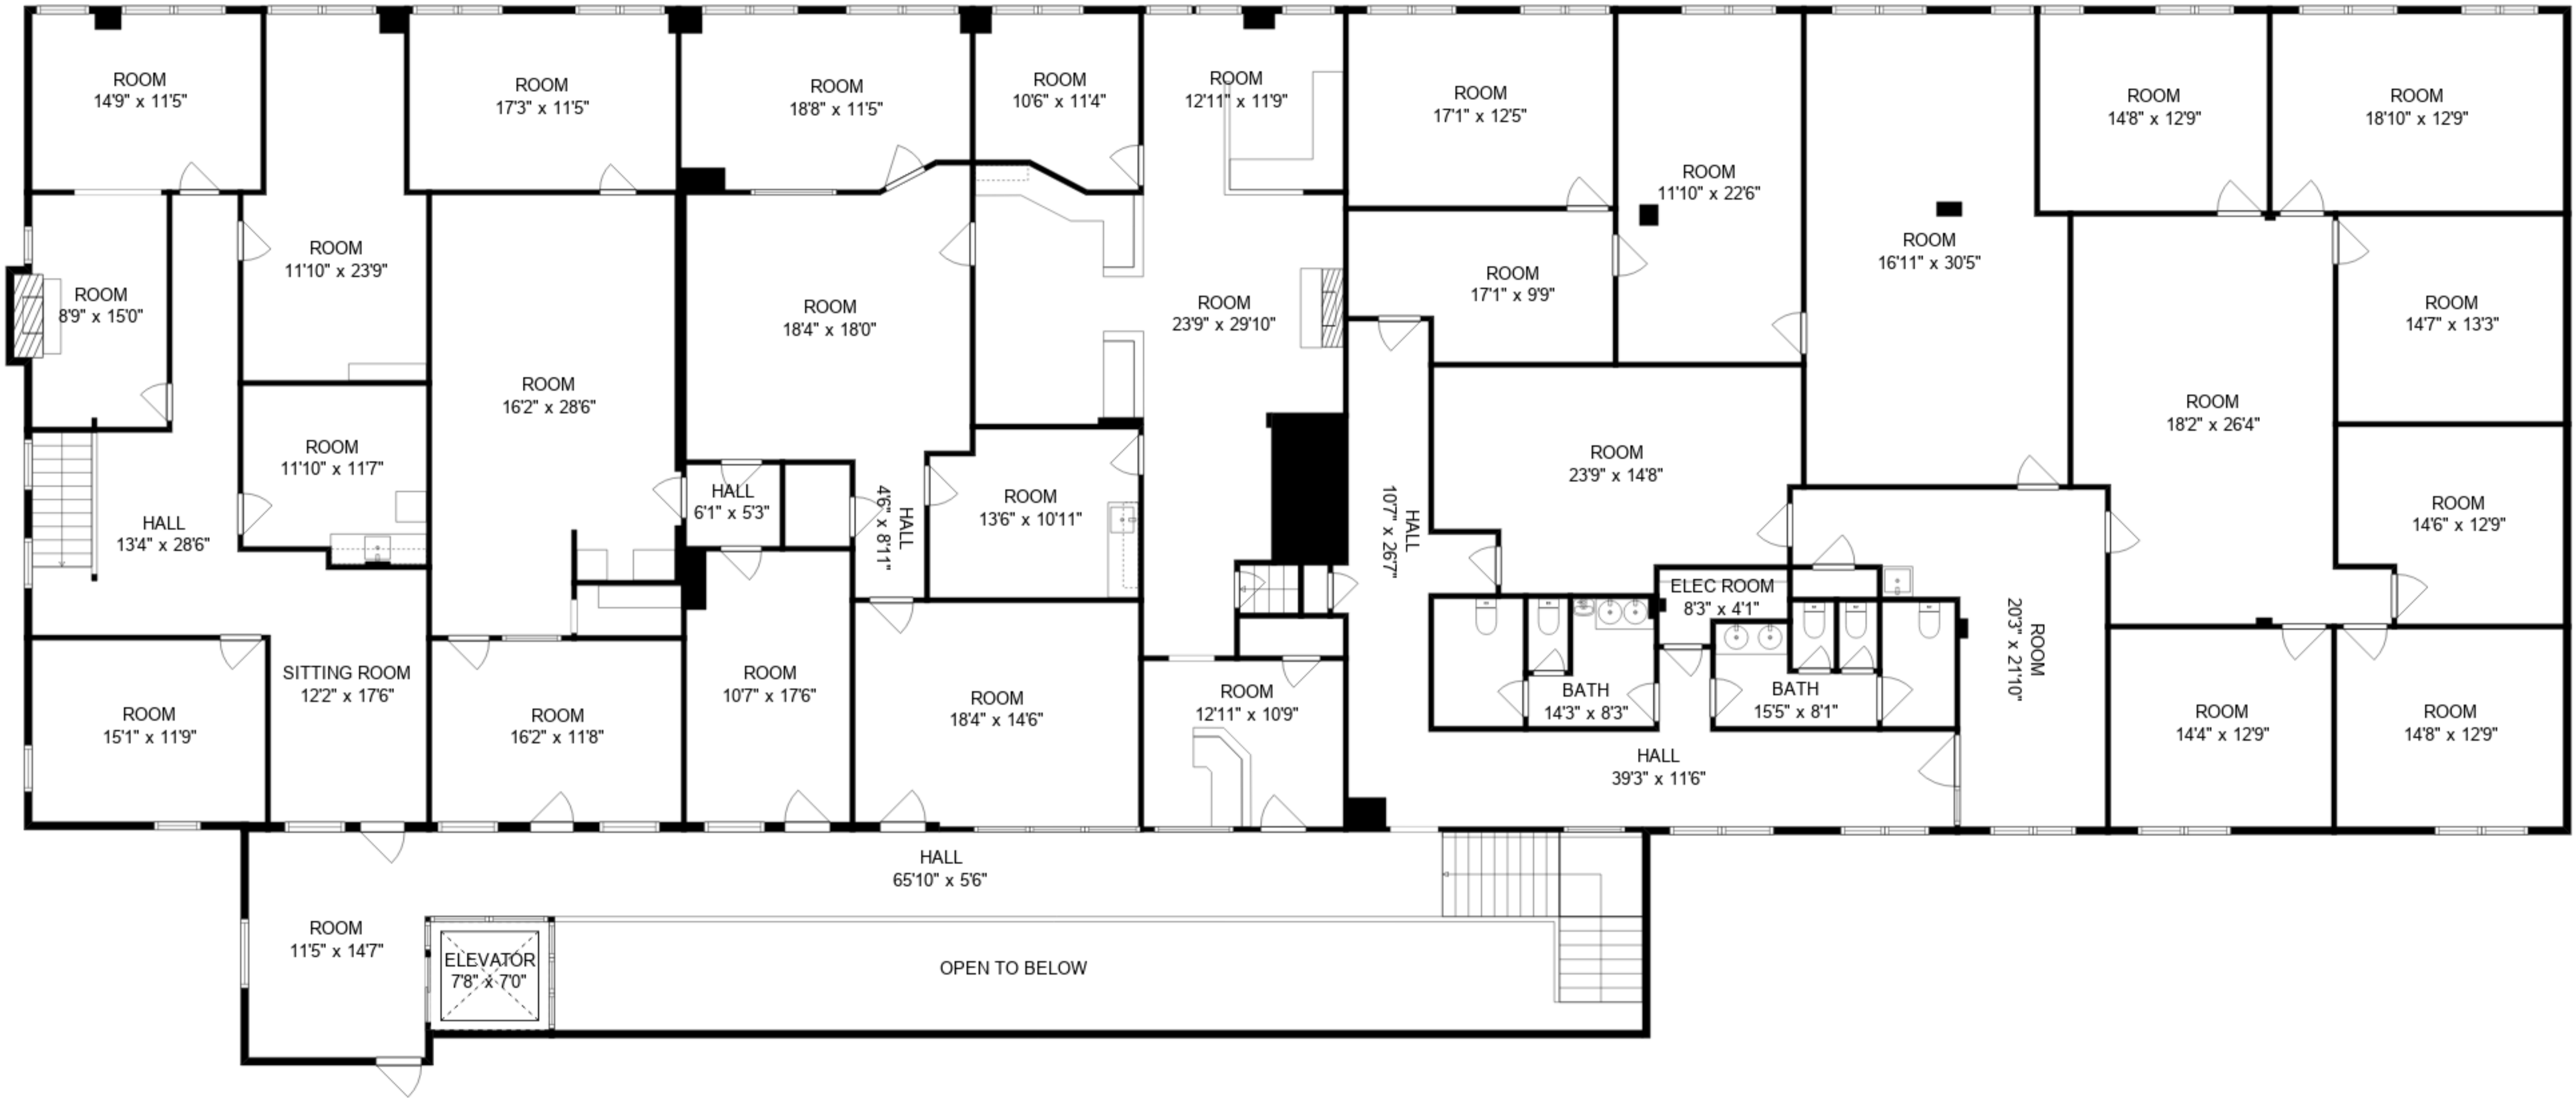 ROOM
14'9" x 11'5"
ROOM
17'3" x 11'5"
ROOM
18'8" x 11'5"
ROOM
10'6" x 11'4"
ROOM
12'11" x 11'9"
ROOM
17'1" x 12'5"
ROOM
11'10" x 22'6"
ROOM
14'8" x 12'9"
ROOM
18'10" x 12'9"
ROOM
8'9" x 15'0"
ROOM
11'10" x 23'9"
ROOM
18'4" x 18'0"
ROOM
23'9" x 29'10"
ROOM
17'1" x 9'9"
ROOM
16'11" x 30'5"
ROOM
14'7" x 13'3"
ROOM
16'2" x 28'6"
ROOM
18'2" x 26'4"
ROOM
11'10" x 11'7"
ROOM
23'9" x 14'8"
HALL
13'4" x 28'6"
HALL
6'1" x 5'3"
HALL
4'6" x 8'11"
ROOM
13'6" x 10'11"
HALL
10'7" x 26'7"
ROOM
14'6" x 12'9"
ELEC ROOM
8'3" x 4'1"
ROOM
20'3" x 21'10"
SITTING ROOM
12'2" x 17'6"
ROOM
15'1" x 11'9"
ROOM
16'2" x 11'8"
ROOM
10'7" x 17'6"
ROOM
18'4" x 14'6"
ROOM
12'11" x 10'9"
BATH
14'3" x 8'3"
BATH
15'5" x 8'1"
ROOM
14'4" x 12'9"
ROOM
14'8" x 12'9"
HALL
39'3" x 11'6"
HALL
65'10" x 5'6"
ROOM
11'5" x 14'7"
ELEVATOR
7'8" x 7'0"
OPEN TO BELOW